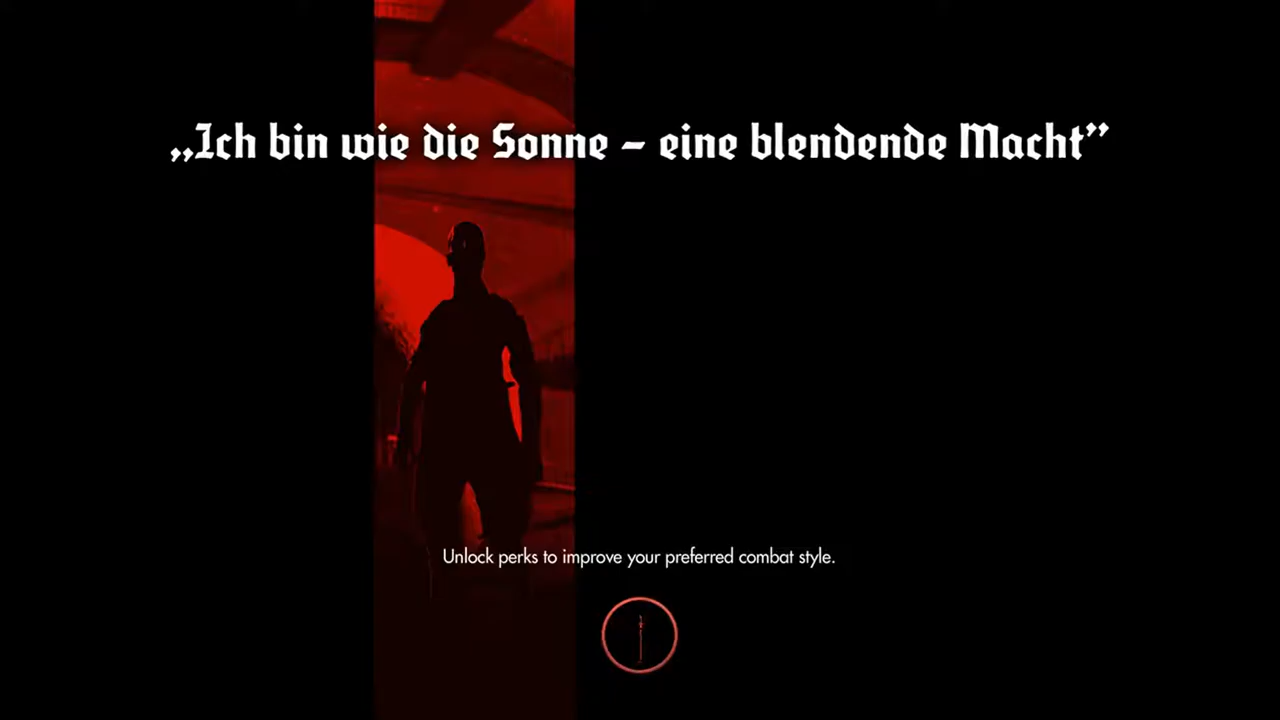 „Ich bin wie die Sonne – eine blendende Macht”
Unlock perks to improve your preferred combat style.